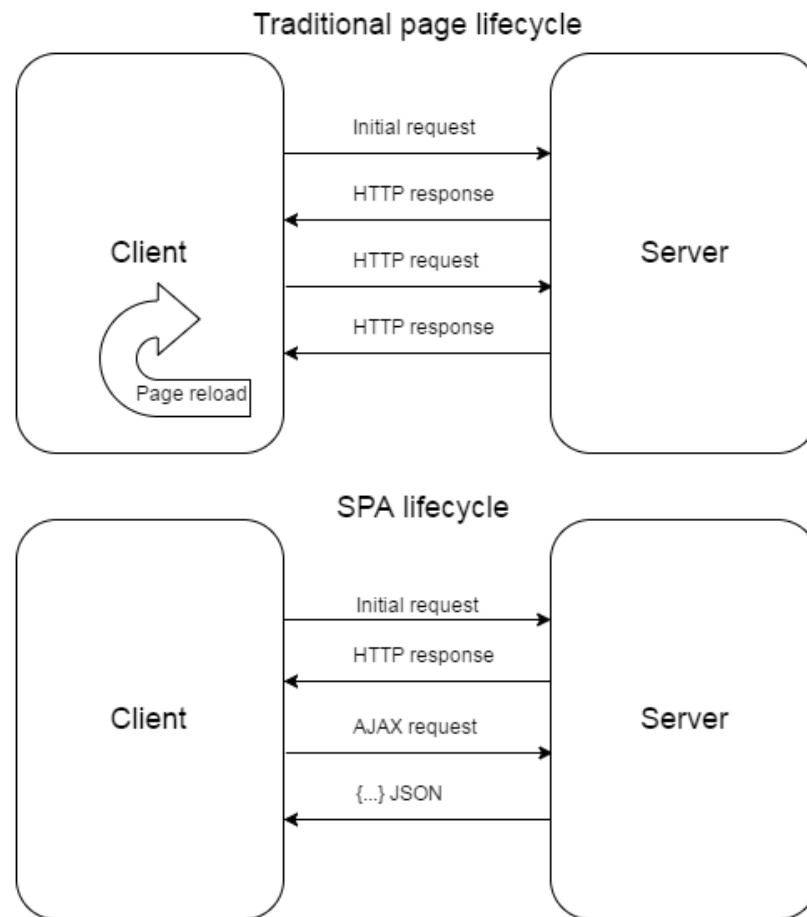 Traditional page lifecycle
Initial request
HTTP response
Client
HTTP request
Server
HTTP response
Page reload
SPA lifecycle
Initial request
HTTP response
Client
AJAX request
Server
{...} JSON